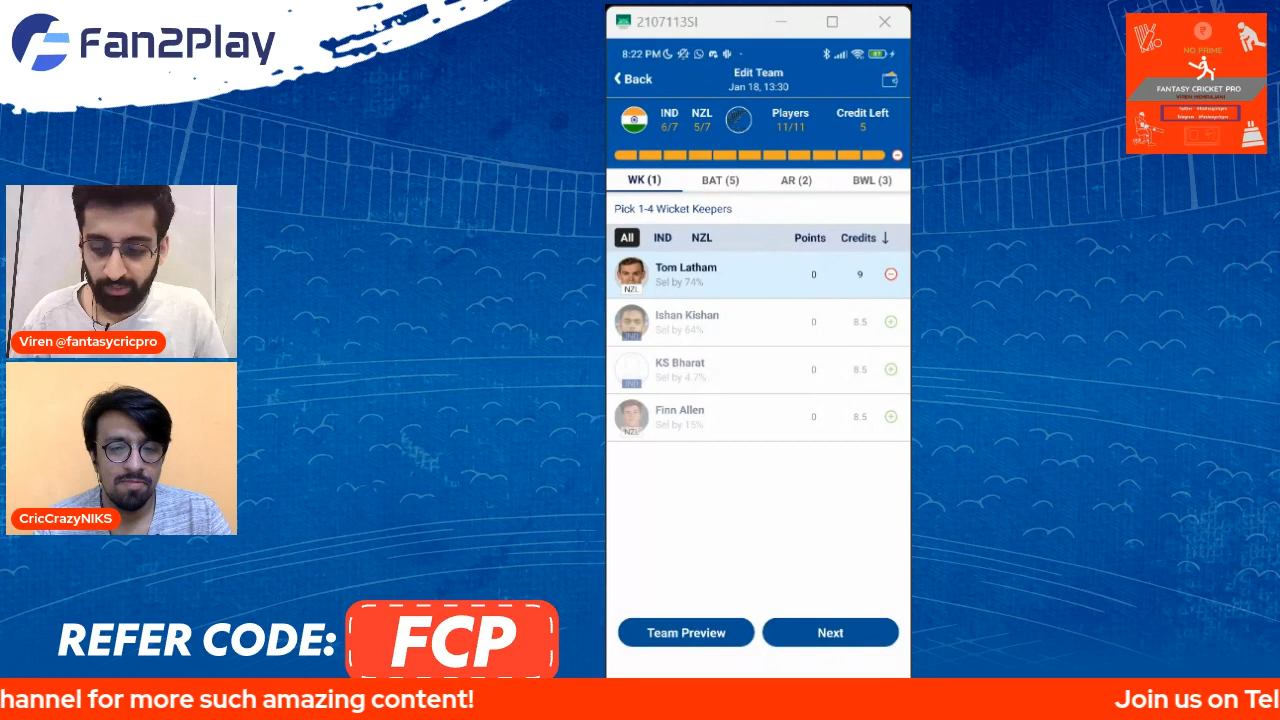 Fan2Play
2107113SI
8:22 PM
Back
Edit Team
Jan 18, 13:30
IND
NZL
Players
Credit Left
6/7
5/7
11/11
5
WK (1)
BAT (5)
AR (2)
BWL (3)
Pick 1-4 Wicket Keepers
All
IND
NZL
Points
Credits ↓
Tom Latham
Sel by 74%
NZL
0
9
Ishan Kishan
Sel by 64%
IND
0
8.5
KS Bharat
Sel by 4.7%
IND
0
8.5
Finn Allen
Sel by 15%
NZL
0
8.5
Team Preview
Next
NO PRIME
FANTASY CRICKET PRO
Viren @fantasycricpro
CricCrazyNIKS
REFER CODE:
FCP
hannel for more such amazing content!
Join us on Tel